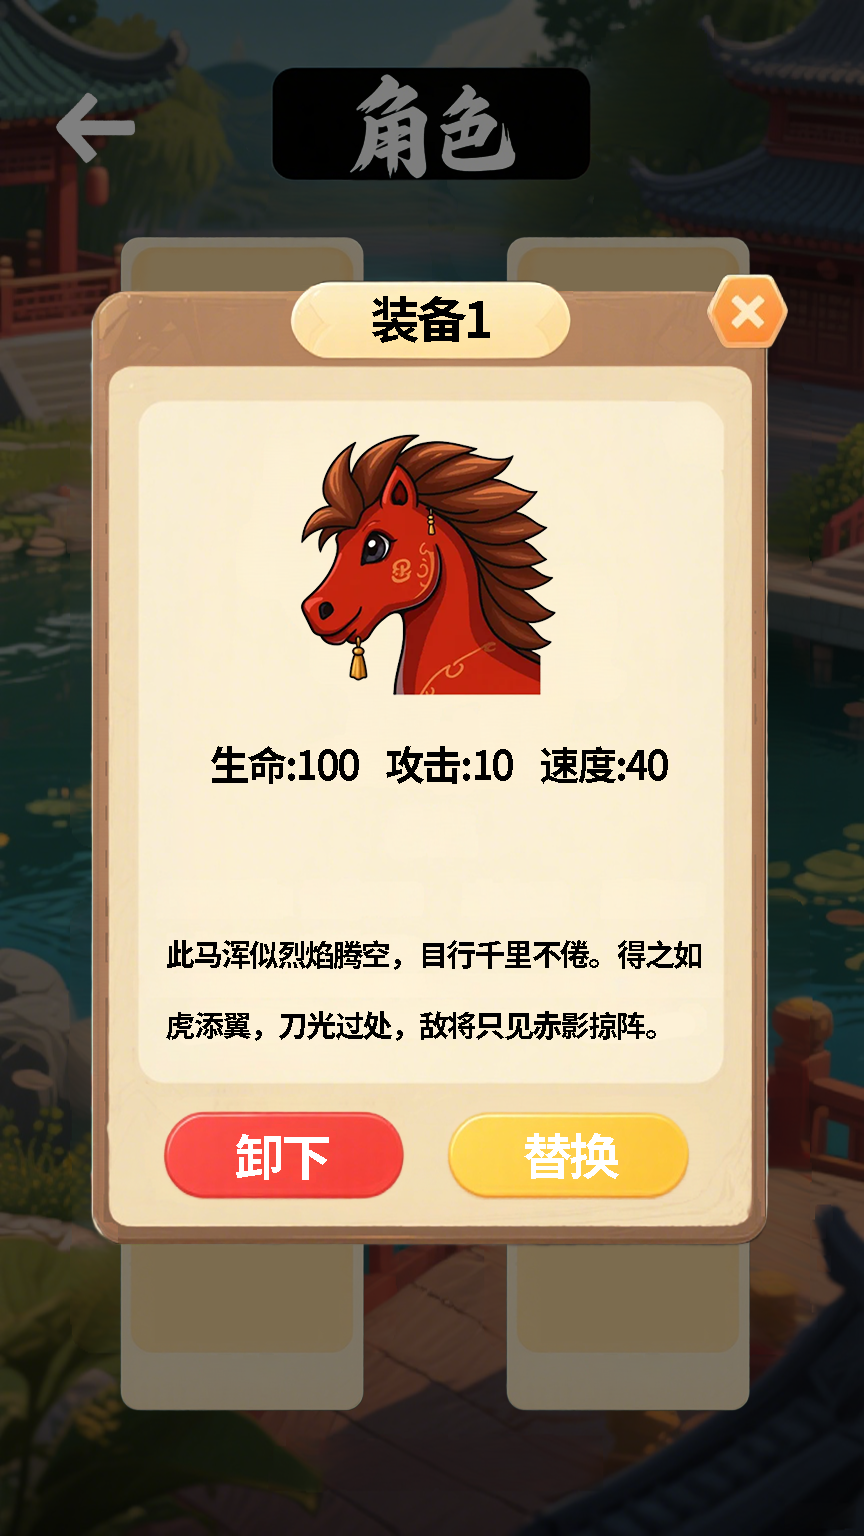 角色
装备1
生命:100 攻击:10 速度:40
此马浑似烈焰腾空，目行千里不倦。得之如
虎添翼，刀光过处，敌将只见赤影掠阵。
卸下 替换